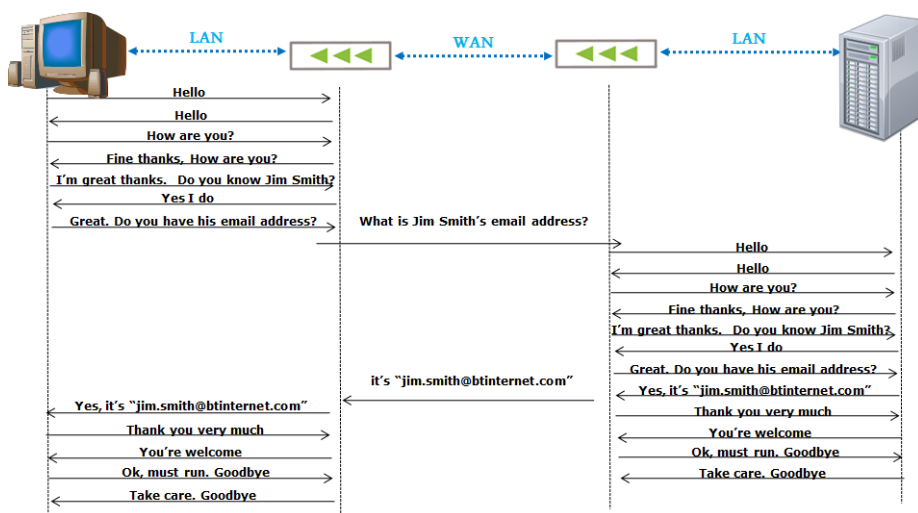 LAN
WAN
LAN
Hello
Hello
How are you?
Fine thanks, How are you?
I'm great thanks.  Do you know Jim Smith?
Yes I do
Great. Do you have his email address?
What is Jim Smith's email address?
Hello
Hello
How are you?
Fine thanks, How are you?
I'm great thanks.  Do you know Jim Smith?
Yes I do
Great. Do you have his email address?
it's "jim.smith@btinternet.com"
Yes, it's "jim.smith@btinternet.com"
Yes, it's "jim.smith@btinternet.com"
Thank you very much
Thank you very much
You're welcome
You're welcome
Ok, must run. Goodbye
Ok, must run. Goodbye
Take care. Goodbye
Take care. Goodbye